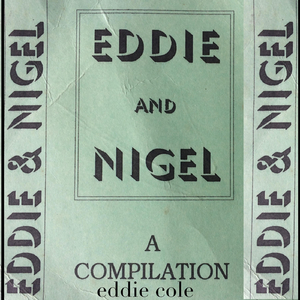 EDDIE & NIGEL
EDDIE
AND
NIGEL
A
COMPILATION
eddie cole
EDDIE & NIGEL